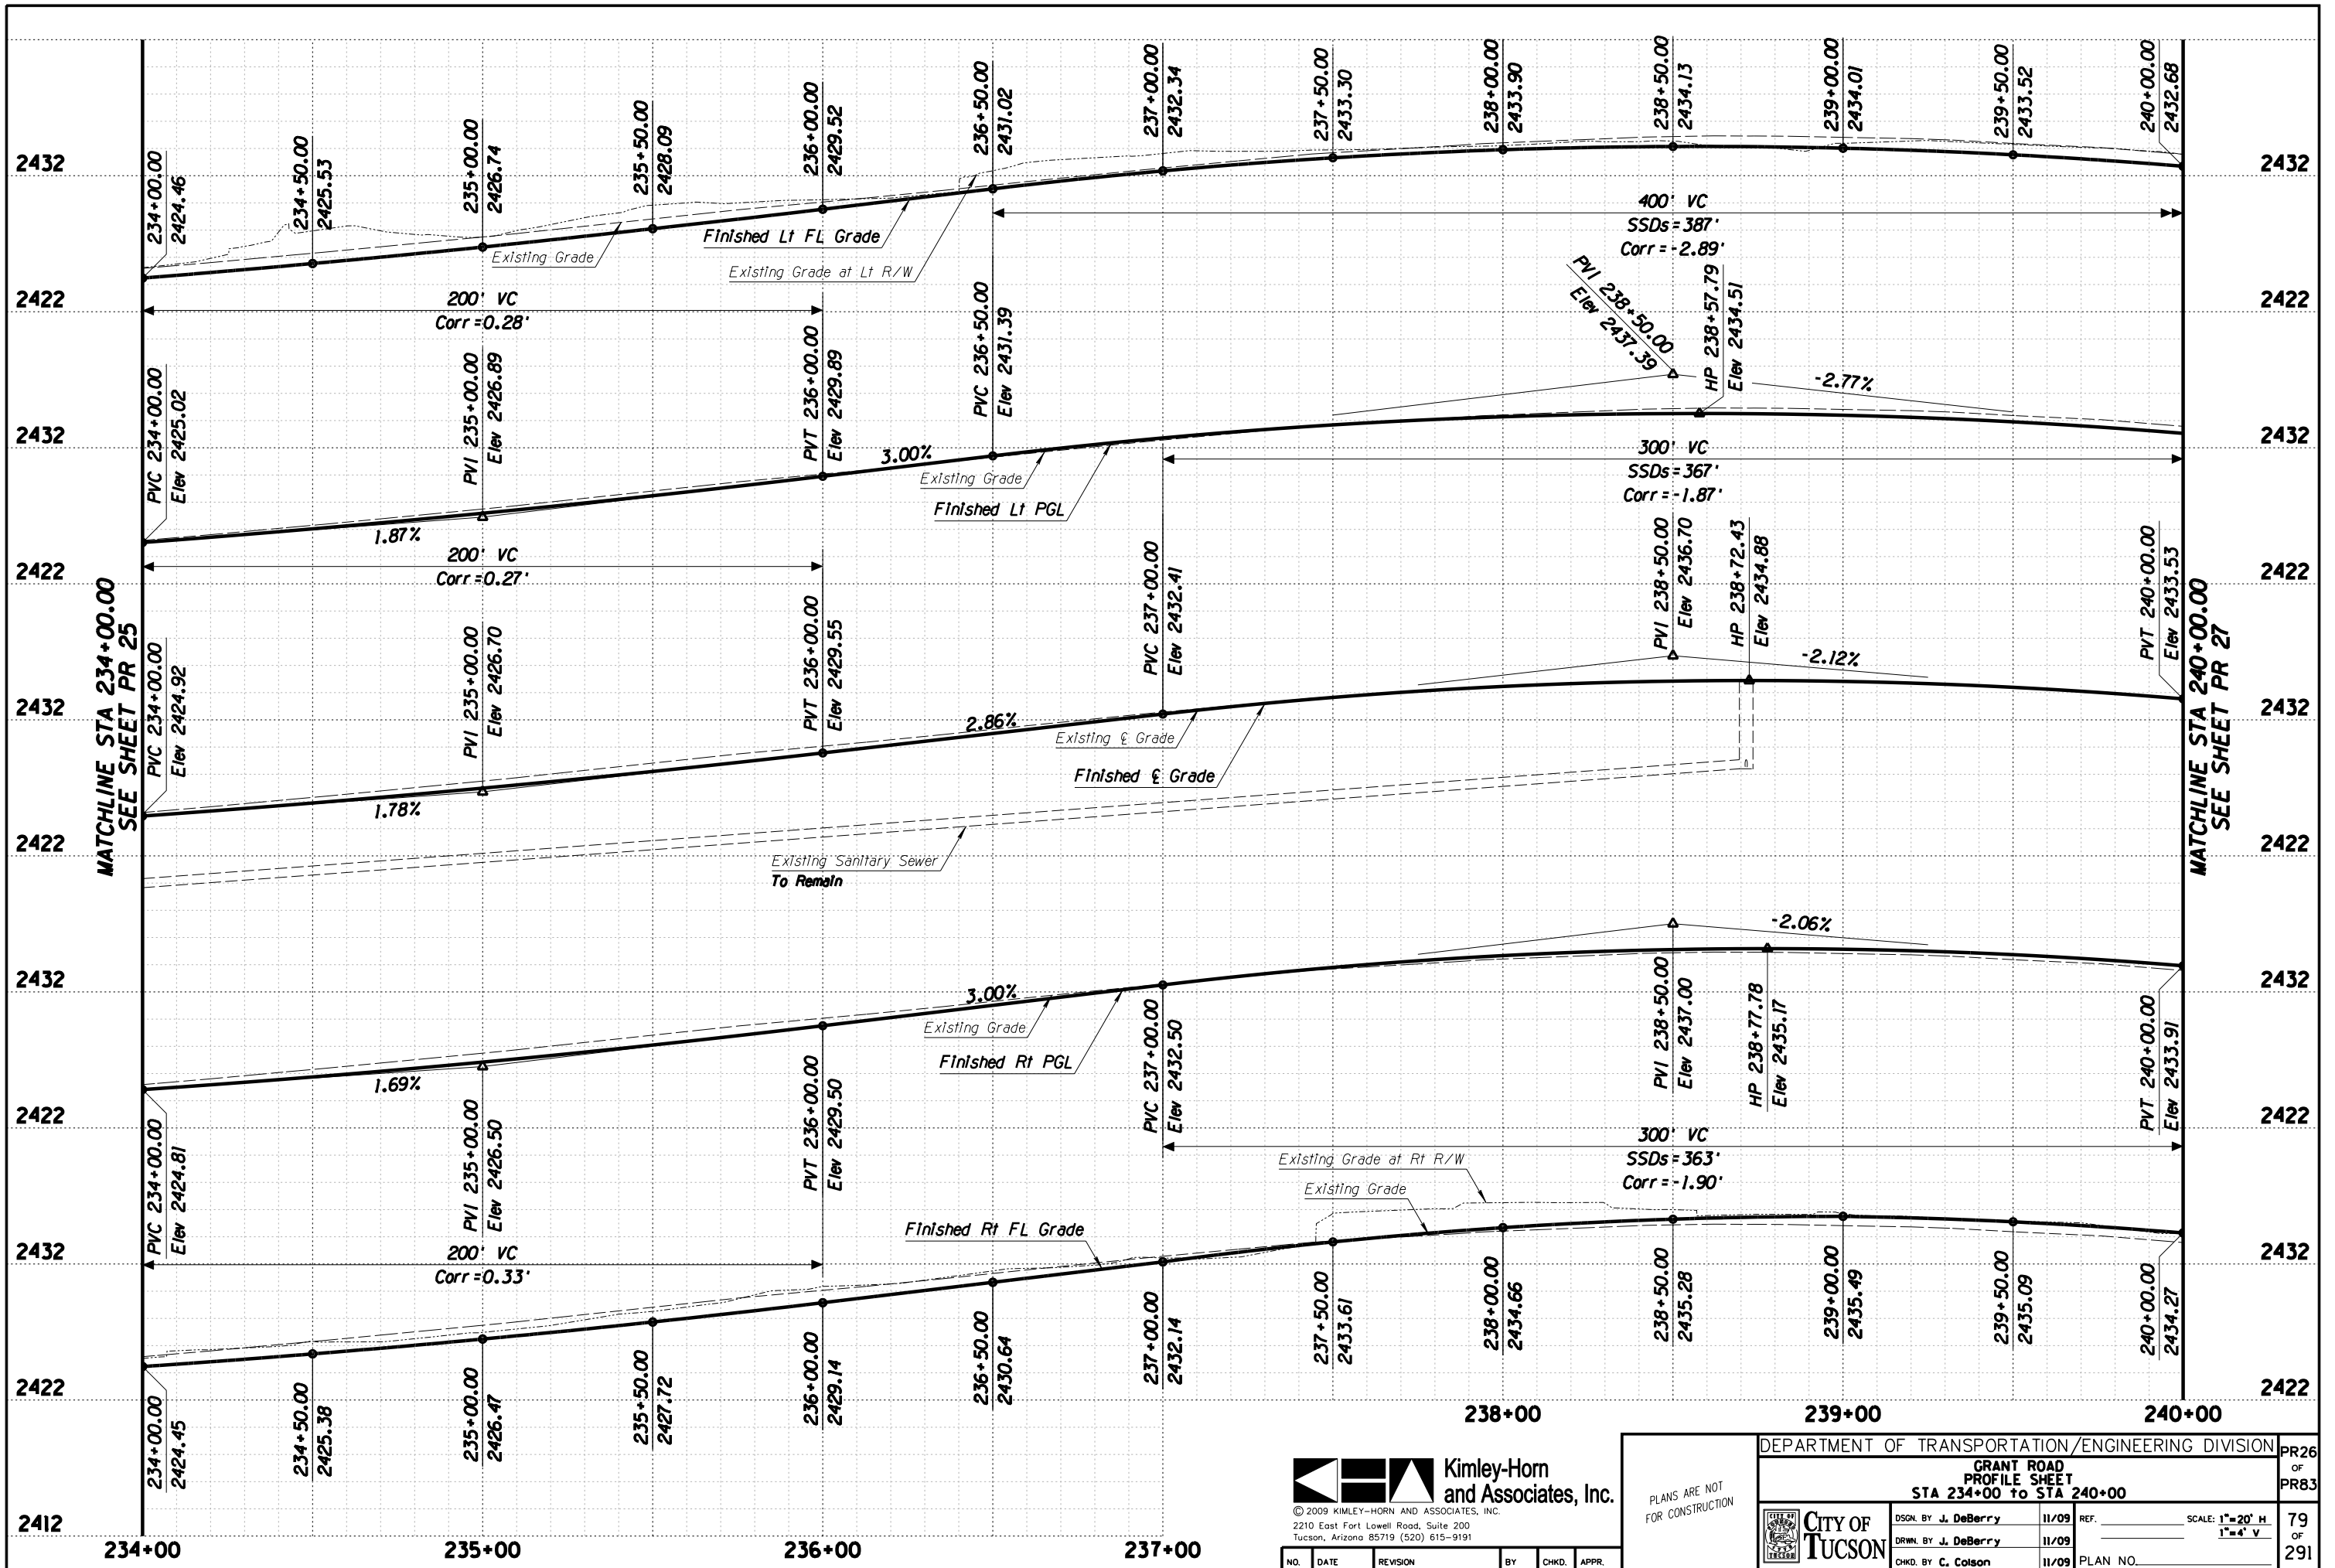 234+00.00
2424.46
234+50.00
2425.53
235+00.00
2426.74
235+50.00
2428.09
236+00.00
2429.52
236+50.00
2431.02
237+00.00
2432.34
237+50.00
2433.30
238+00.00
2433.90
238+50.00
2434.13
239+00.00
2434.01
239+50.00
2433.52
240+00.00
2432.68
2432
2432
Existing Grade
Finished Lt FL Grade
Existing Grade at Lt R/W
400' VC
SSDs=387'
Corr=-2.89'
2422
2422
200' VC
Corr=0.28'
PVC 234+00.00
Elev 2425.02
PVI 235+00.00
Elev 2426.89
PVT 236+00.00
Elev 2429.89
PVC 236+50.00
Elev 2431.39
PVI 238+50.00
Elev 2437.39
HP 238+57.79
Elev 2434.51
-2.77%
2432
2432
1.87%
3.00%
Existing Grade
Finished Lt PGL
300' VC
SSDs=367'
Corr=-1.87'
200' VC
Corr=0.27'
2422
2422
MATCHLINE STA 234+00.00
SEE SHEET PR 25
MATCHLINE STA 240+00.00
SEE SHEET PR 27
PVC 234+00.00
Elev 2424.92
PVI 235+00.00
Elev 2426.70
PVT 236+00.00
Elev 2429.55
PVC 237+00.00
Elev 2432.41
PVI 238+50.00
Elev 2436.70
HP 238+72.43
Elev 2434.88
PVT 240+00.00
Elev 2433.53
-2.12%
2432
2432
1.78%
2.86%
Existing ℄ Grade
Finished ℄ Grade
2422
2422
Existing Sanitary Sewer
To Remain
-2.06%
2432
2432
1.69%
3.00%
Existing Grade
Finished Rt PGL
PVC 234+00.00
Elev 2424.81
PVI 235+00.00
Elev 2426.50
PVT 236+00.00
Elev 2429.50
PVC 237+00.00
Elev 2432.50
PVI 238+50.00
Elev 2437.00
HP 238+77.78
Elev 2435.17
PVT 240+00.00
Elev 2433.91
2422
2422
300' VC
SSDs=363'
Corr=-1.90'
Existing Grade at Rt R/W
Existing Grade
Finished Rt FL Grade
2432
2432
200' VC
Corr=0.33'
2422
2422
234+00.00
2424.45
234+50.00
2425.38
235+00.00
2426.47
235+50.00
2427.72
236+00.00
2429.14
236+50.00
2430.64
237+00.00
2432.14
237+50.00
2433.61
238+00.00
2434.66
238+50.00
2435.28
239+00.00
2435.49
239+50.00
2435.09
240+00.00
2434.27
2412
234+00
235+00
236+00
237+00
238+00
239+00
240+00
Kimley-Horn
and Associates, Inc.
© 2009 KIMLEY-HORN AND ASSOCIATES, INC.
2210 East Fort Lowell Road, Suite 200
Tucson, Arizona 85719 (520) 615-9191
NO. DATE REVISION BY CHKD. APPR.
PLANS ARE NOT
FOR CONSTRUCTION
DEPARTMENT OF TRANSPORTATION/ENGINEERING DIVISION
GRANT ROAD
PROFILE SHEET
STA 234+00 to STA 240+00
PR26
OF
PR83
CITY OF
TUCSON
CITY OF
TUCSON
DSGN. BY J. DeBerry 11/09
DRWN. BY J. DeBerry 11/09
CHKD. BY C. Colson 11/09
REF.
SCALE: 1"=20' H
1"=4' V
PLAN NO.
79
OF
291